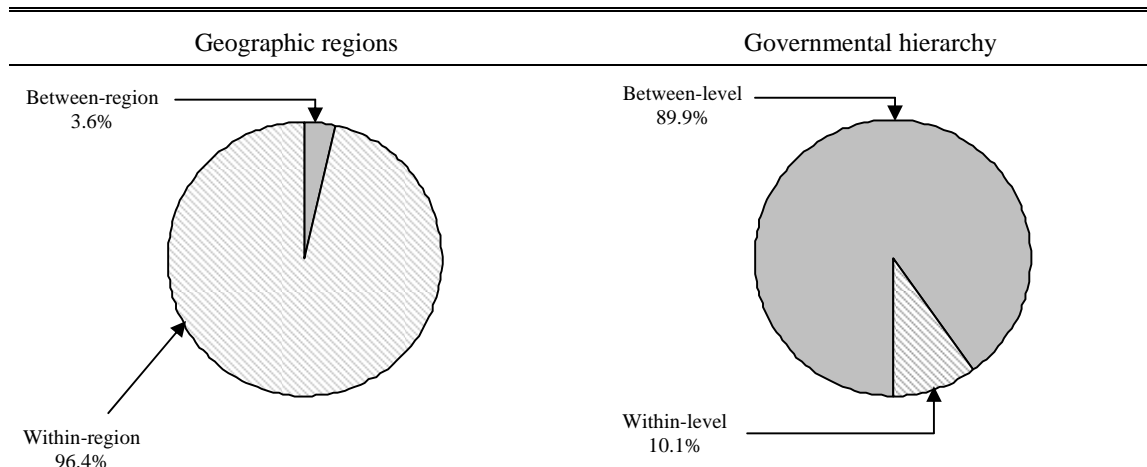 Geographic regions
Governmental hierarchy
Between-region
3.6%
Within-region
96.4%
Between-level
89.9%
Within-level
10.1%